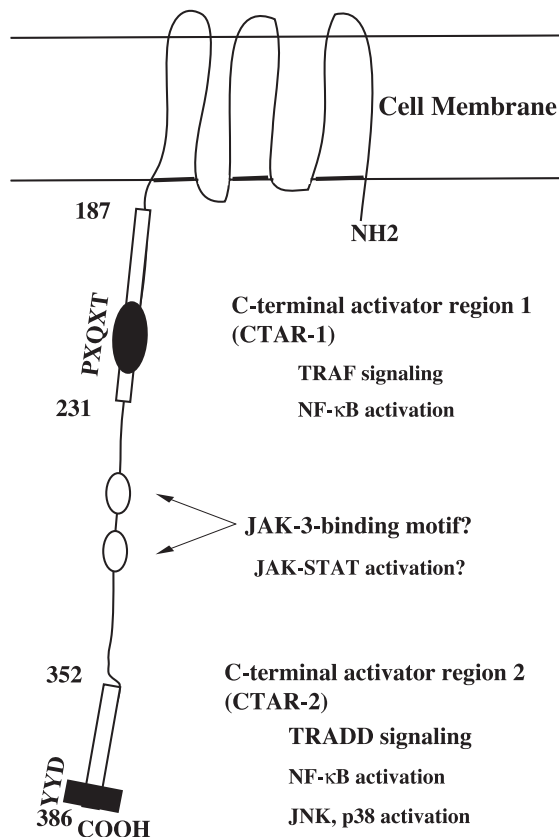 Cell Membrane
187
NH2
PXQXT
C-terminal activator region 1
(CTAR-1)
TRAF signaling
NF-κB activation
231
JAK-3-binding motif?
JAK-STAT activation?
352
C-terminal activator region 2
(CTAR-2)
TRADD signaling
NF-κB activation
JNK, p38 activation
YYD
386
COOH